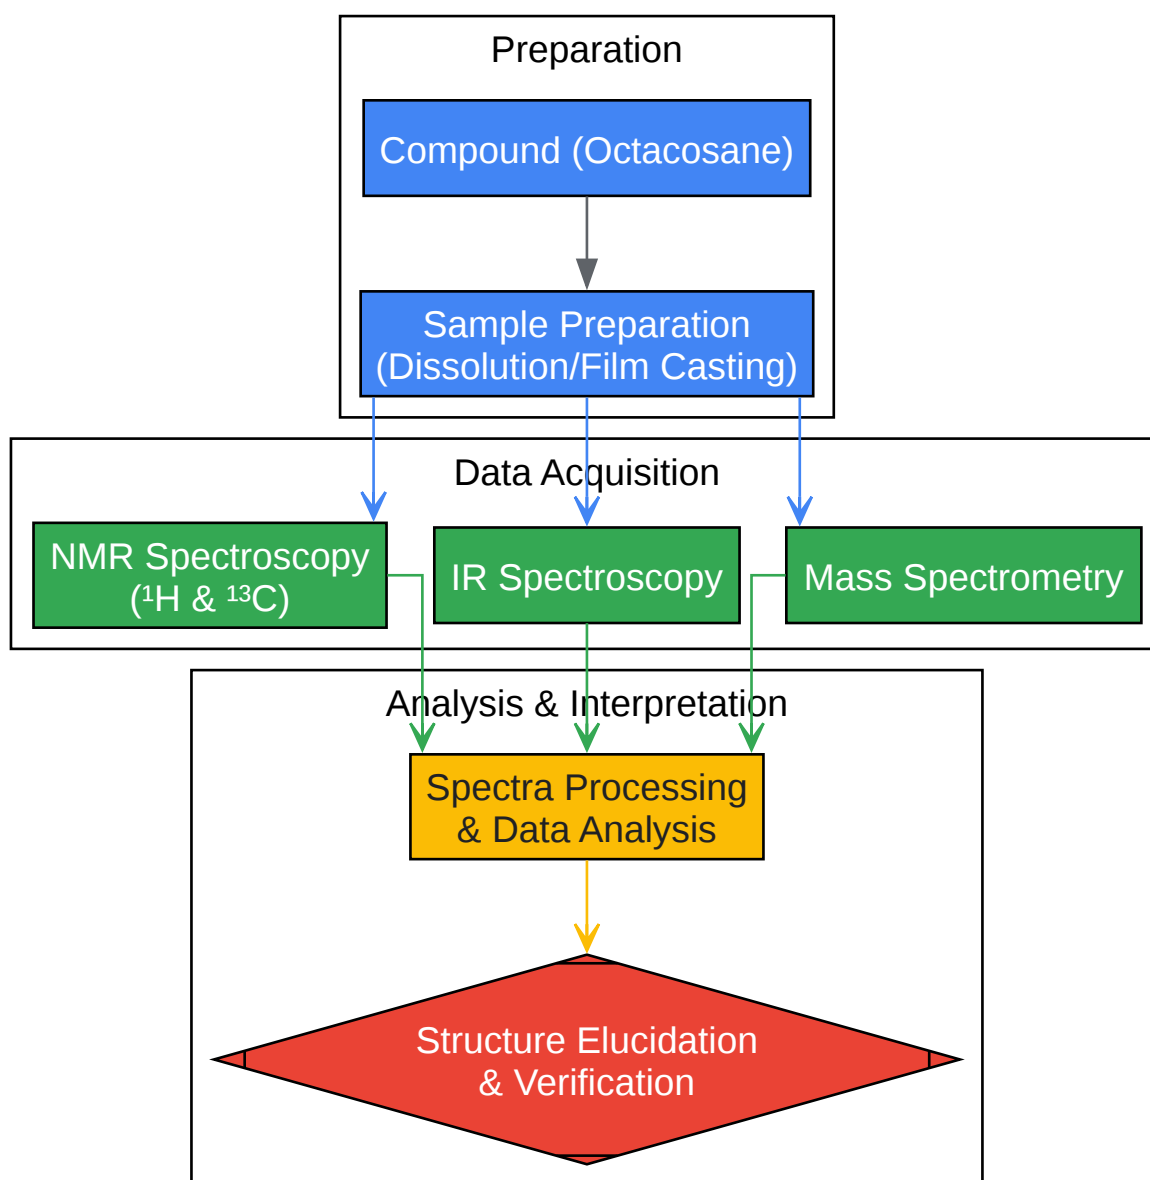 Preparation
Compound (Octacosane)
Sample Preparation
(Dissolution/Film Casting)
Data Acquisition
NMR Spectroscopy
(¹H & ¹³C)
IR Spectroscopy
Mass Spectrometry
Analysis & Interpretation
Spectra Processing
& Data Analysis
Structure Elucidation
& Verification